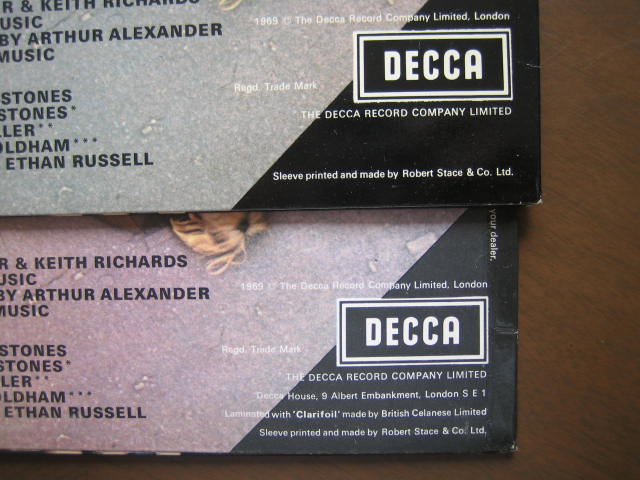 R & KEITH RICHARDS
USIC
BY ARTHUR ALEXANDER
MUSIC
STONES
STONES*
LLER**
OLDHAM***
ETHAN RUSSELL
1969 © The Decca Record Company Limited, London
DECCA
Regd. Trade Mark
THE DECCA RECORD COMPANY LIMITED
Sleeve printed and made by Robert Stace & Co. Ltd.
your dealer.
R & KEITH RICHARDS
USIC
BY ARTHUR ALEXANDER
MUSIC
STONES
STONES*
LER**
OLDHAM***
ETHAN RUSSELL
1969 © The Decca Record Company Limited, London
DECCA
Regd. Trade Mark
THE DECCA RECORD COMPANY LIMITED
Decca House, 9 Albert Embankment, London S E 1
Laminated with 'Clarifoil' made by British Celanese Limited
Sleeve printed and made by Robert Stace & Co. Ltd.